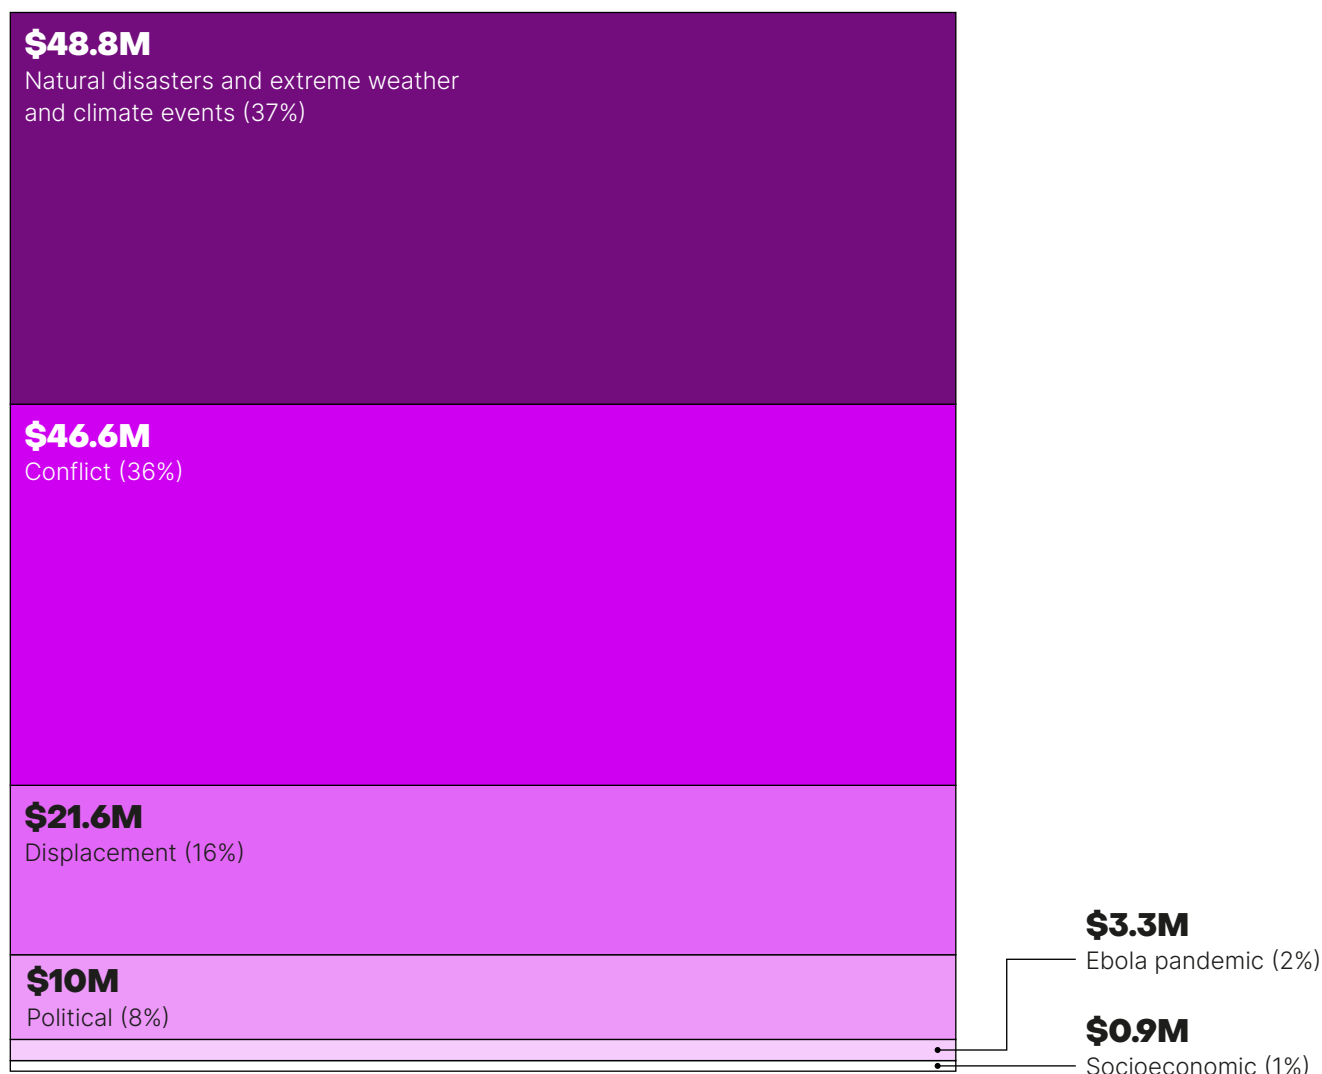 $48.8M
Natural disasters and extreme weather
and climate events (37%)
$46.6M
Conflict (36%)
$21.6M
Displacement (16%)
$10M
Political (8%)
$3.3M
Ebola pandemic (2%)
$0.9M
Socioeconomic (1%)